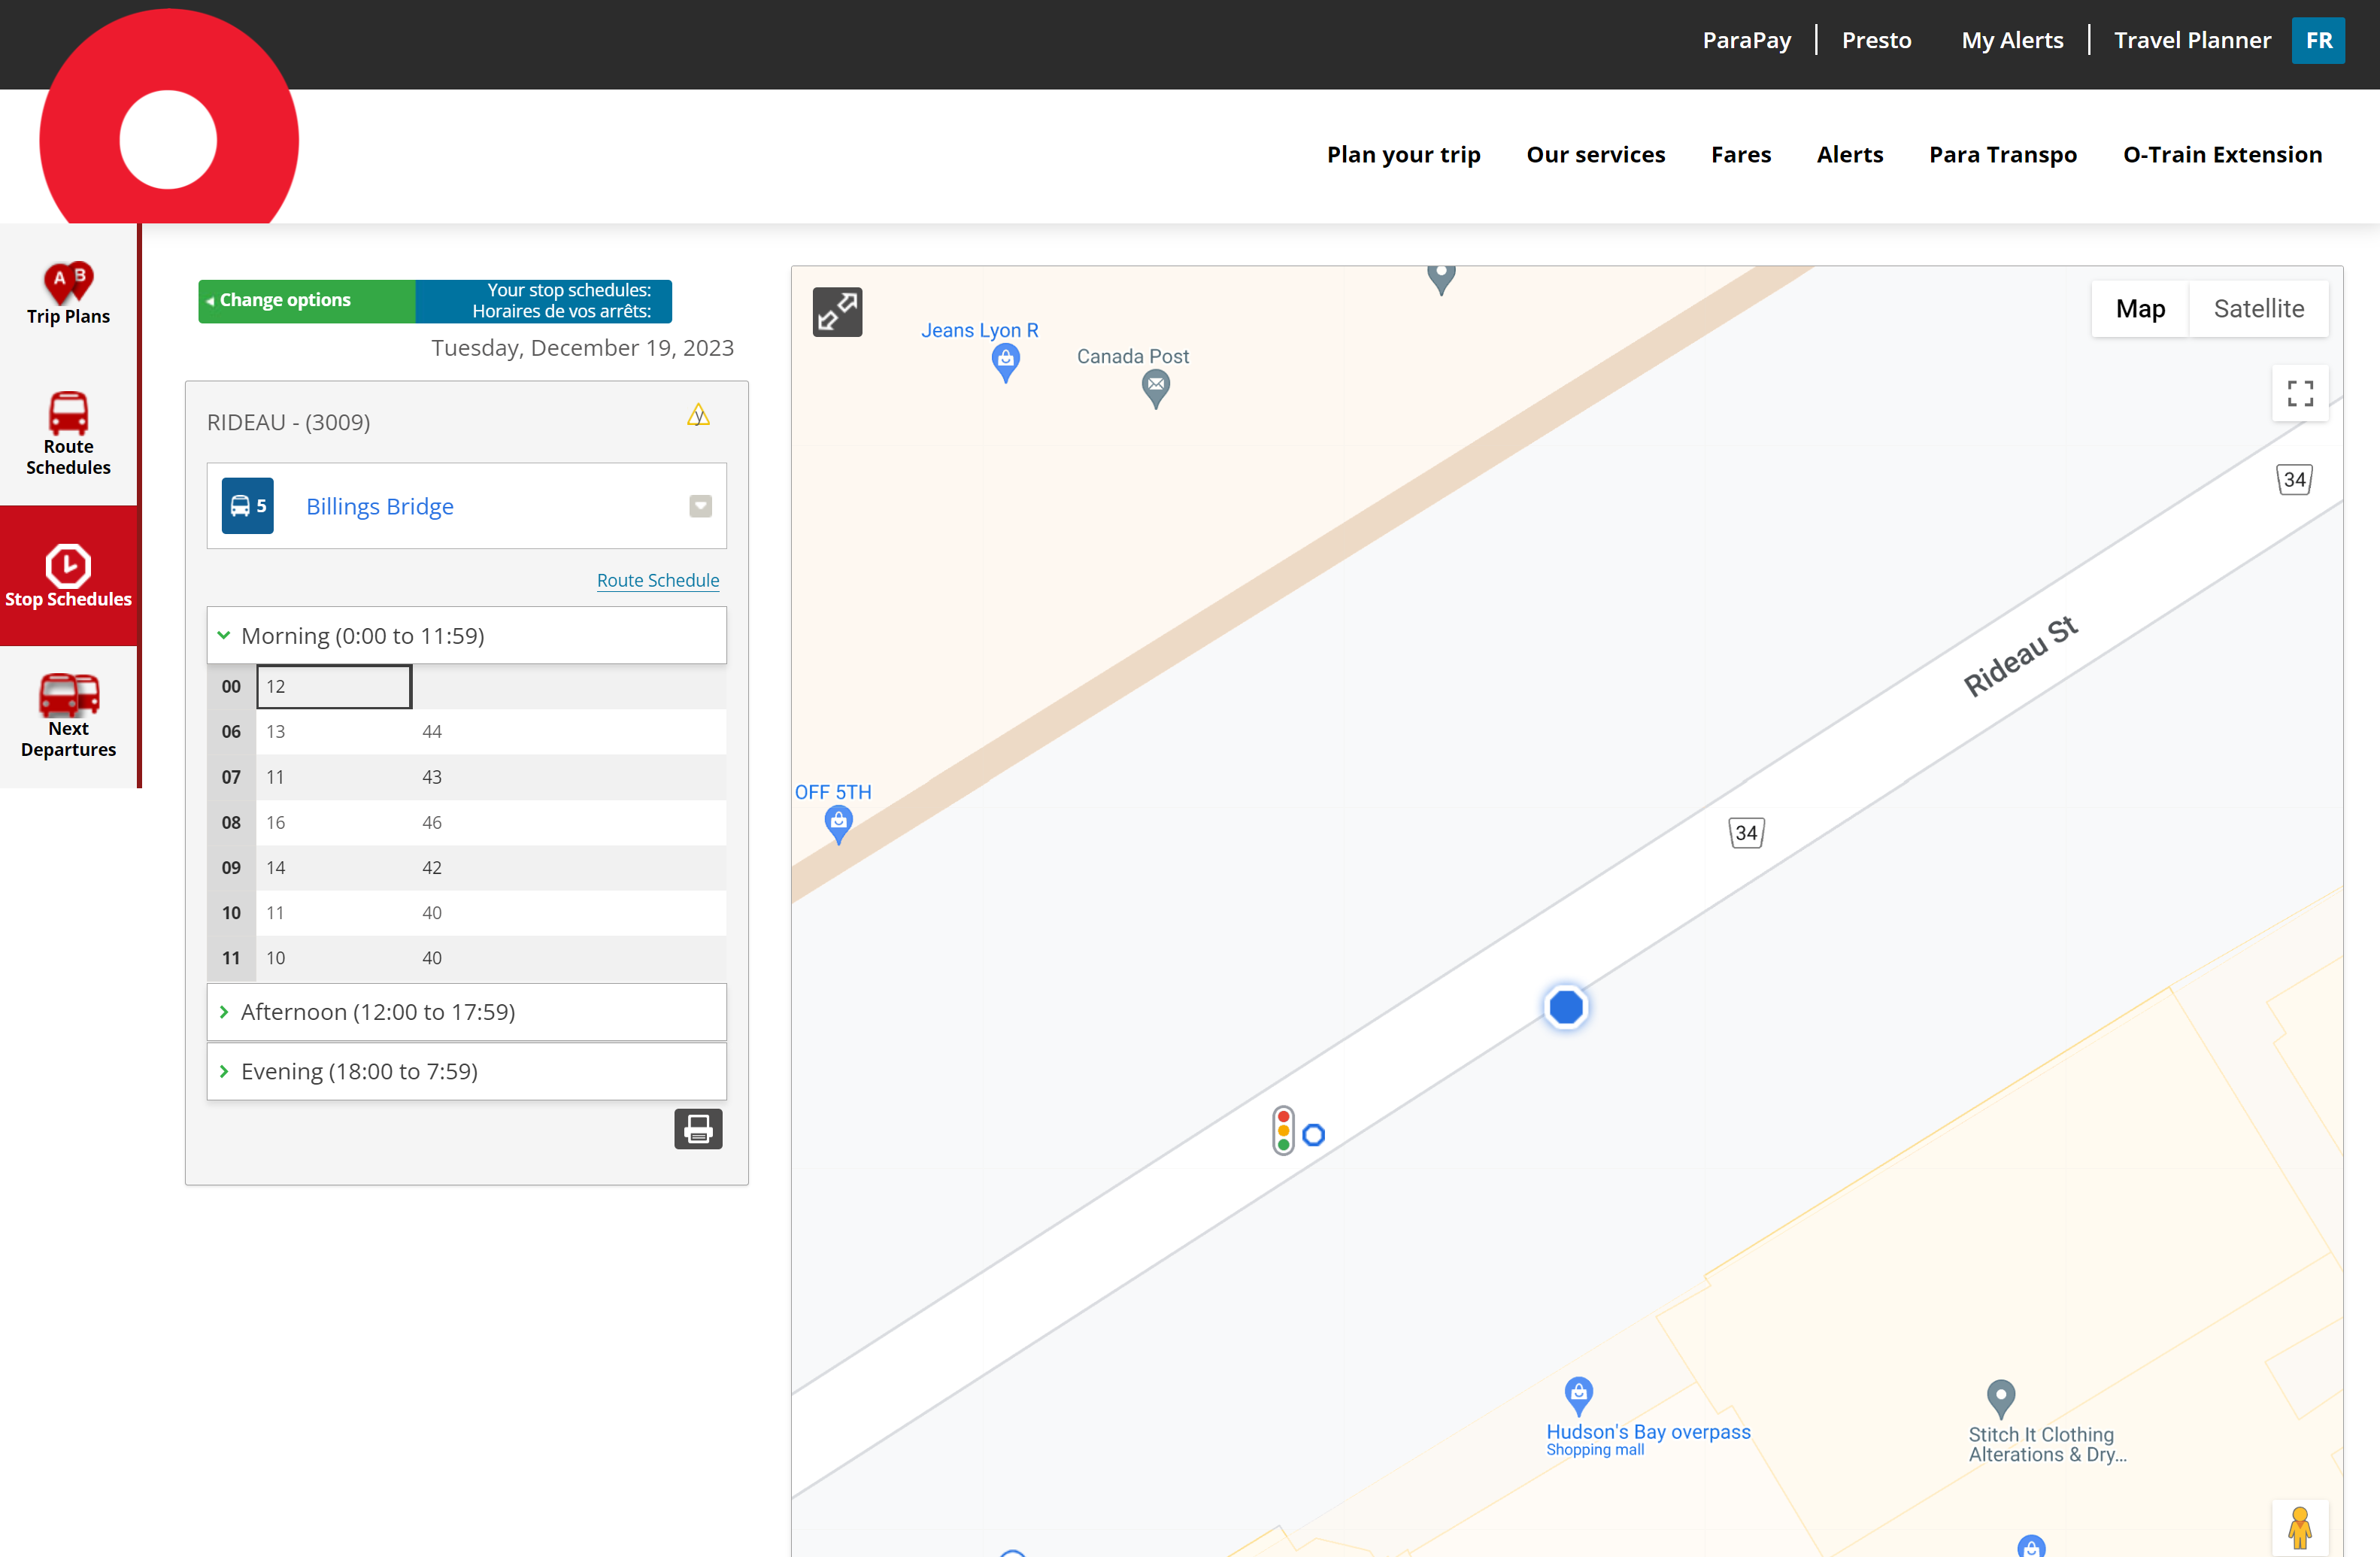 ParaPay Presto My Alerts Travel Planner FR
Plan your trip Our services Fares Alerts Para Transpo O-Train Extension
A B
Trip Plans
Route
Schedules
Stop Schedules
Next
Departures
Change options
Your stop schedules:
Horaires de vos arrêts:
Tuesday, December 19, 2023
RIDEAU - (3009)
y
5 Billings Bridge
Route Schedule
Morning (0:00 to 11:59)
00 12
06 13 44
07 11 43
08 16 46
09 14 42
10 11 40
11 10 40
Afternoon (12:00 to 17:59)
Evening (18:00 to 7:59)
Map Satellite
Jeans Lyon R
Canada Post
34
Rideau St
OFF 5TH
34
Hudson's Bay overpass
Shopping mall
Stitch It Clothing
Alterations & Dry...